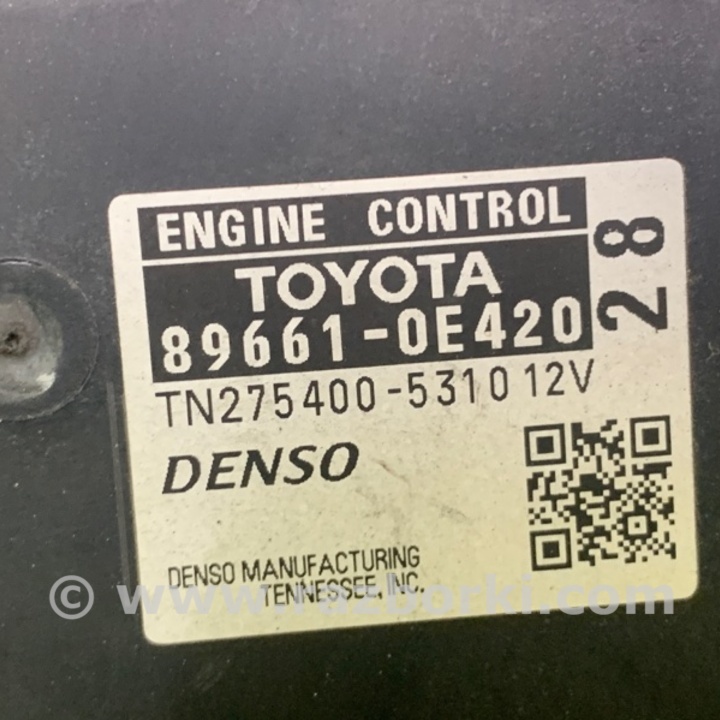 ENGINE CONTROL
TOYOTA
89661-0E420
28
TN275400-5310 12V
DENSO
DENSO MANUFACTURING
TENNESSEE, INC.
© www.razborki.com